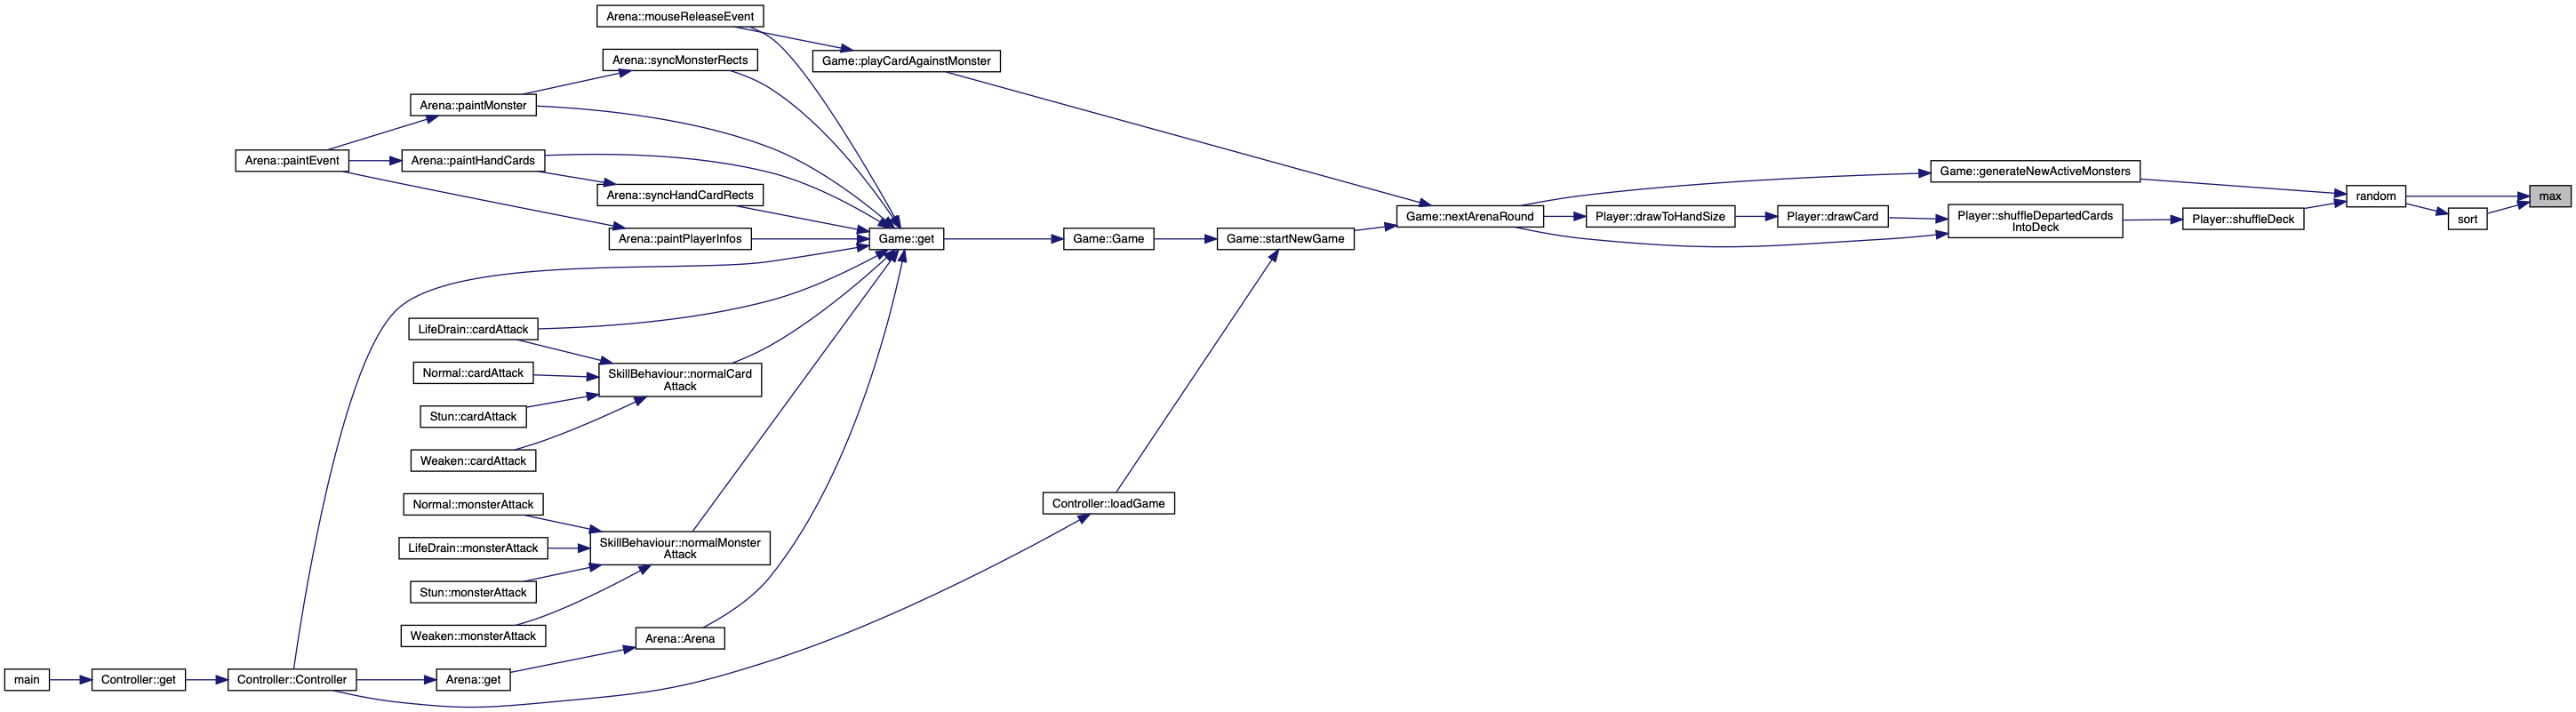 Arena::mouseReleaseEvent
Arena::syncMonsterRects
Game::playCardAgainstMonster
Arena::paintMonster
Arena::paintEvent
Arena::paintHandCards
Game::generateNewActiveMonsters
Arena::syncHandCardRects
random
max
Game::nextArenaRound
Player::drawToHandSize
Player::drawCard
Player::shuffleDepartedCards
IntoDeck
Player::shuffleDeck
sort
Arena::paintPlayerInfos
Game::get
Game::Game
Game::startNewGame
LifeDrain::cardAttack
Normal::cardAttack
SkillBehaviour::normalCard
Attack
Stun::cardAttack
Weaken::cardAttack
Normal::monsterAttack
Controller::loadGame
LifeDrain::monsterAttack
SkillBehaviour::normalMonster
Attack
Stun::monsterAttack
Weaken::monsterAttack
Arena::Arena
main
Controller::get
Controller::Controller
Arena::get